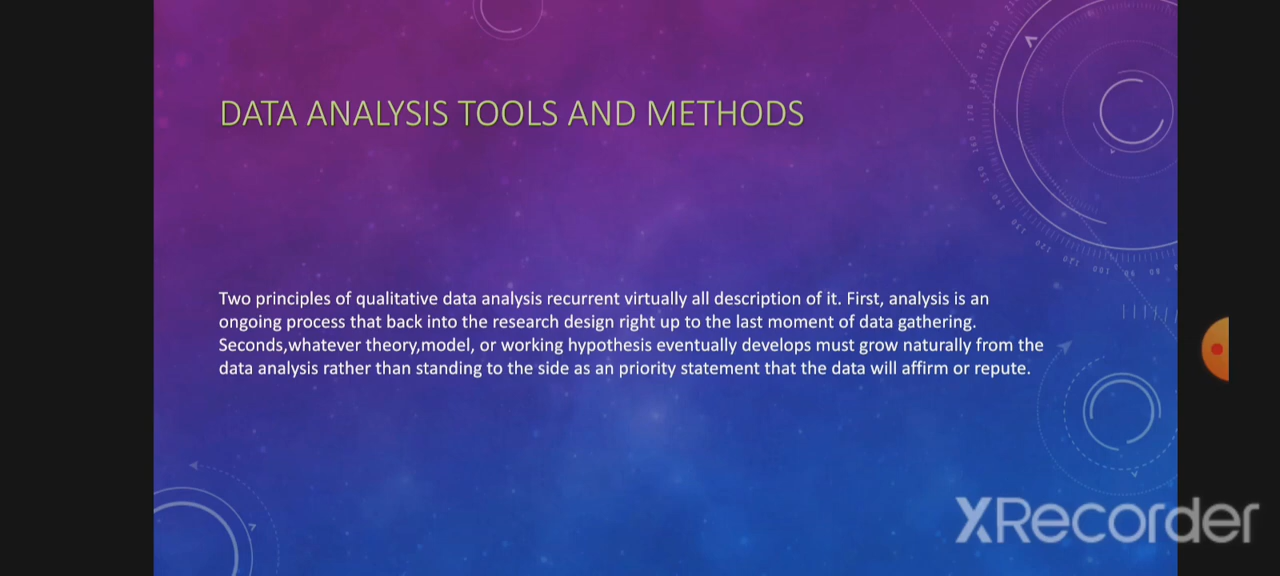 DATA ANALYSIS TOOLS AND METHODS
Two principles of qualitative data analysis recurrent virtually all description of it. First, analysis is an
ongoing process that back into the research design right up to the last moment of data gathering.
Seconds,whatever theory,model, or working hypothesis eventually develops must grow naturally from the
data analysis rather than standing to the side as an priority statement that the data will affirm or repute.
XRecorder